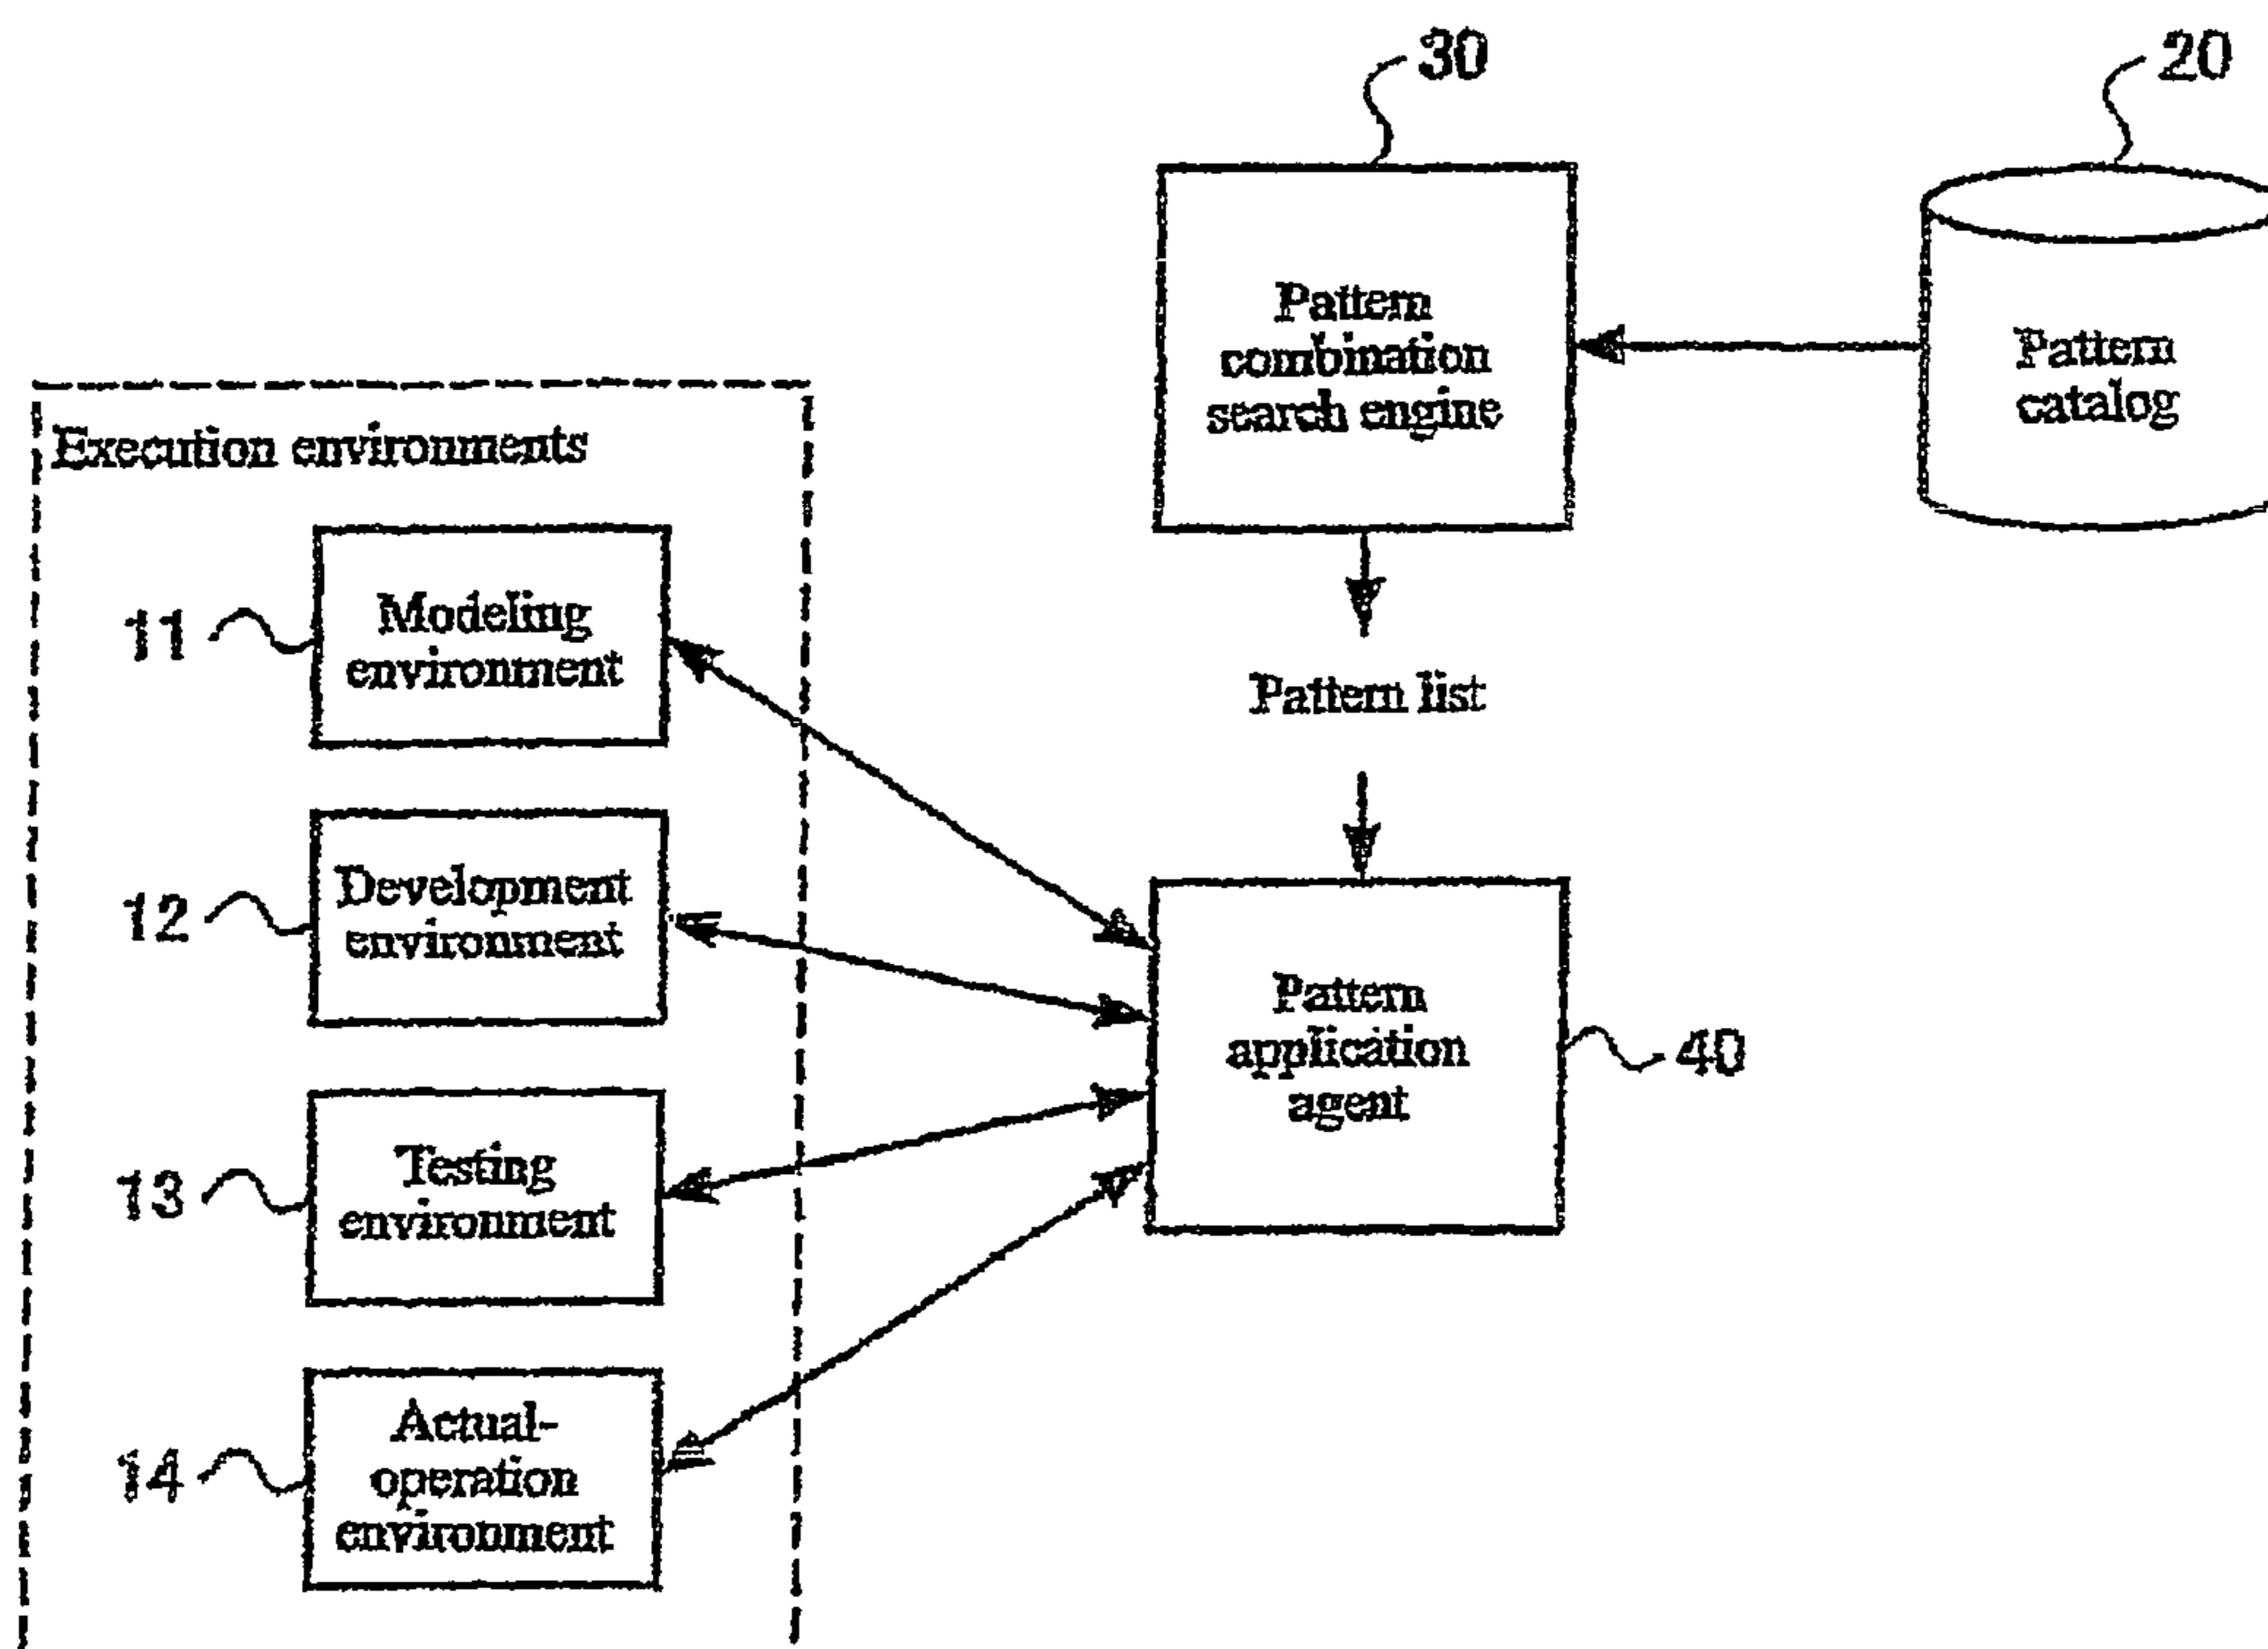 30
20
Pattern
combination
search engine
Pattern
catalog
Execution environments
11
Modeling
environment
Pattern list
12
Development
environment
Pattern
application
agent
40
13
Testing
environment
14
Actual-
operation
environment